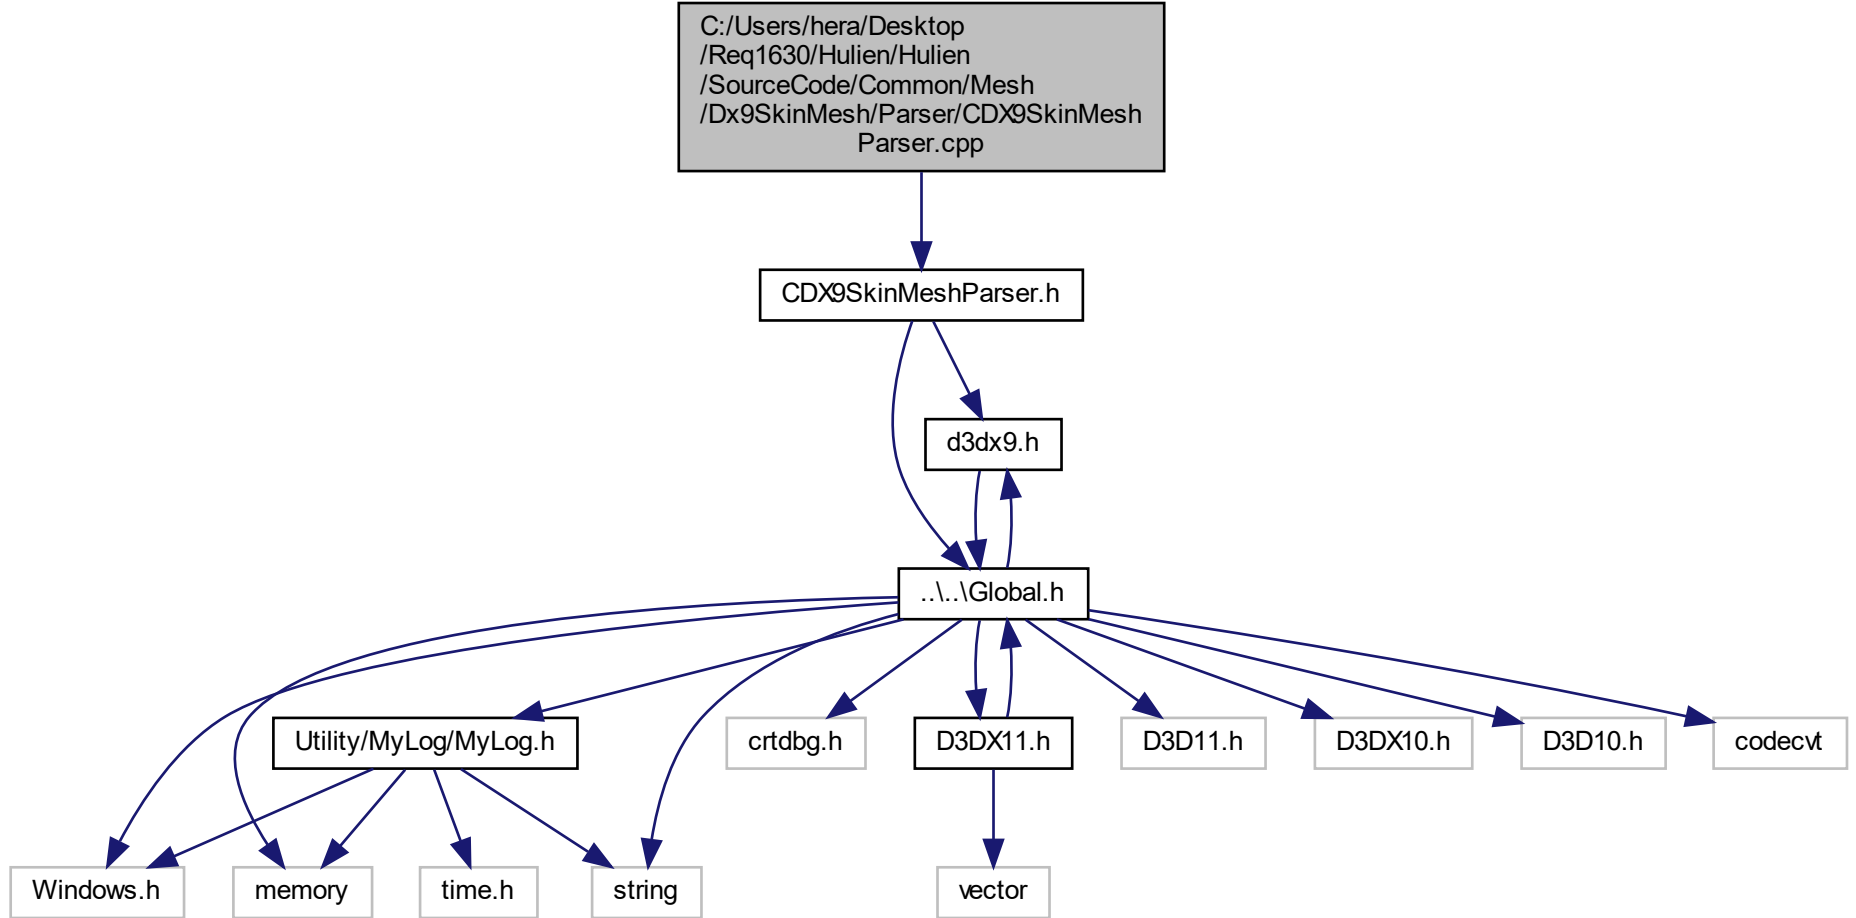 C:/Users/hera/Desktop
/Req1630/Hulien/Hulien
/SourceCode/Common/Mesh
/Dx9SkinMesh/Parser/CDX9SkinMesh
Parser.cpp
CDX9SkinMeshParser.h
d3dx9.h
..\..\Global.h
Utility/MyLog/MyLog.h
crtdbg.h
D3DX11.h
D3D11.h
D3DX10.h
D3D10.h
codecvt
Windows.h
memory
time.h
string
vector